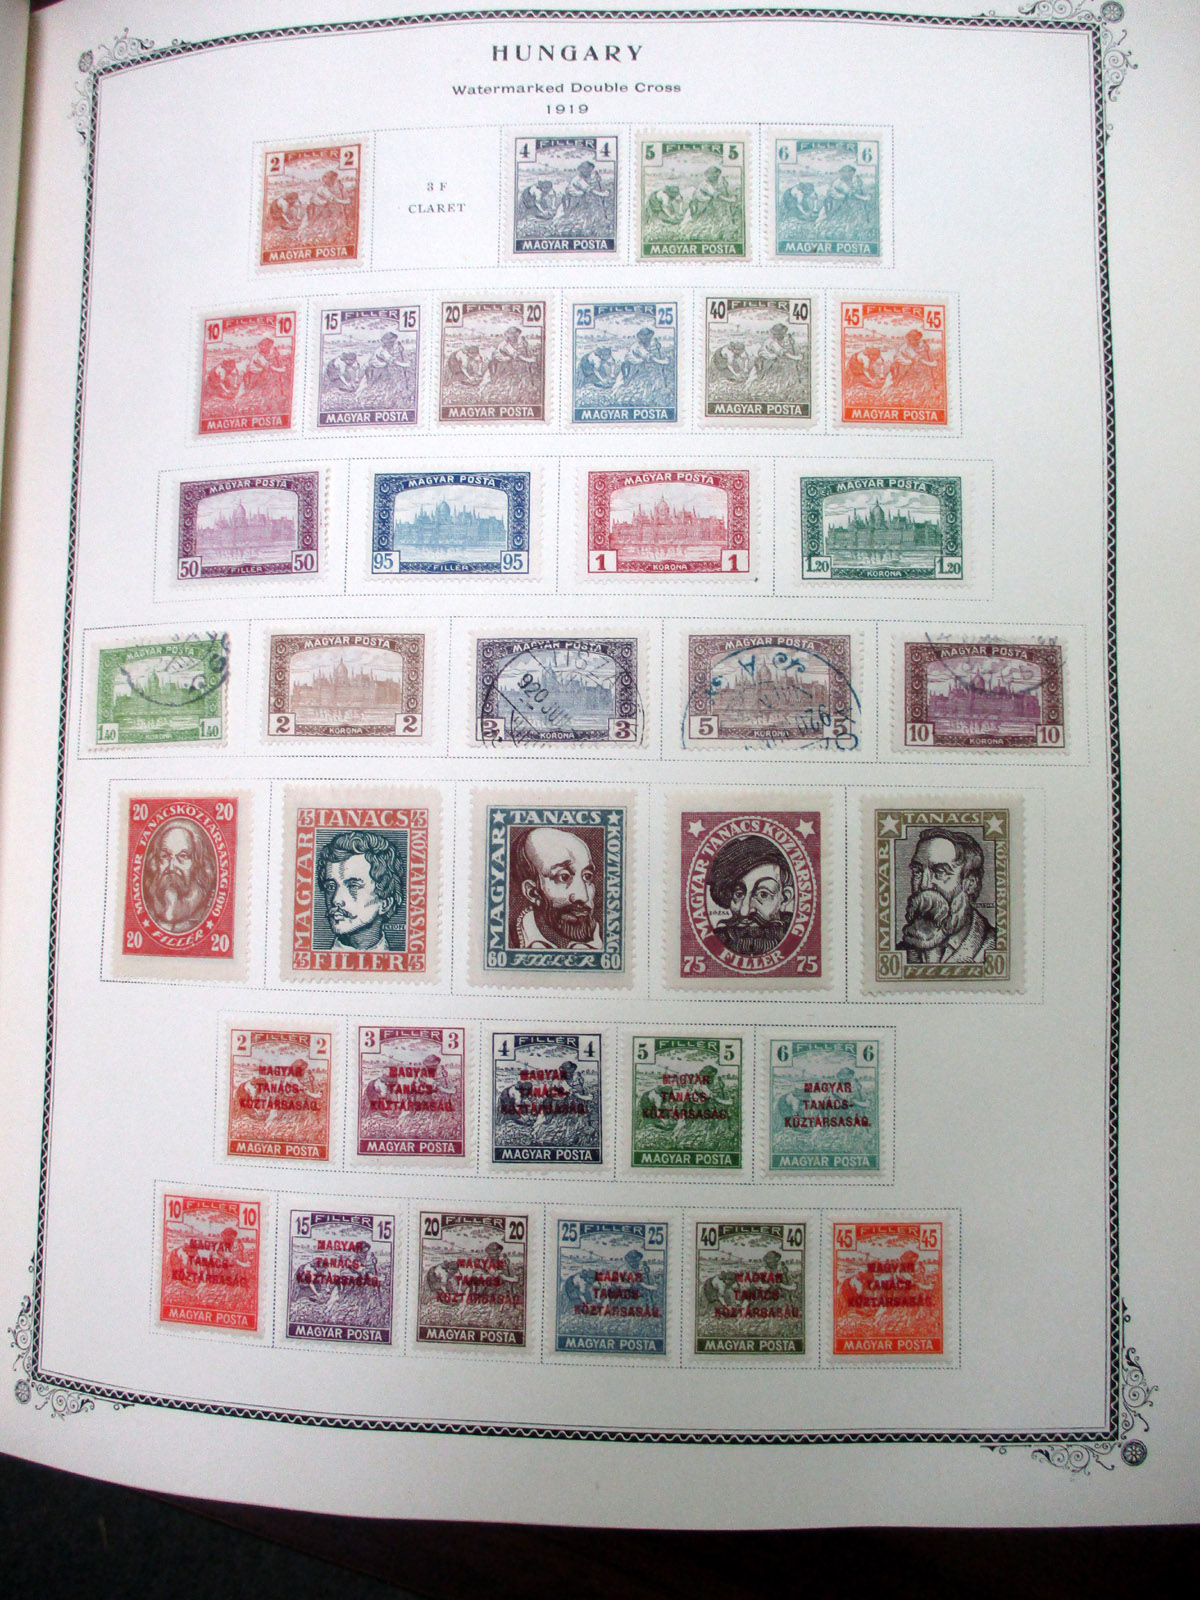 HUNGARY
Watermarked Double Cross
1919
2 FILLER 2
MAGYAR POSTA
3 F
CLARET
4 FILLER 4
MAGYAR POSTA
5 FILLER 5
MAGYAR POSTA
6 FILLER 6
MAGYAR POSTA
10 FILLER 10
MAGYAR POSTA
15 FILLER 15
MAGYAR POSTA
20 FILLER 20
MAGYAR POSTA
25 FILLER 25
MAGYAR POSTA
40 FILLER 40
MAGYAR POSTA
45 FILLER 45
MAGYAR POSTA
MAGYAR POSTA
50 FILLER 50
MAGYAR POSTA
95 FILLER 95
MAGYAR POSTA
1 KORONA 1
MAGYAR POSTA
1.20 KORONA 1.20
MAGYAR POSTA
1.40 KORONA 1.40
MAGYAR POSTA
2 KORONA 2
MAGYAR POSTA
3 KORONA 3
MAGYAR POSTA
5 KORONA 5
MAGYAR POSTA
10 KORONA 10
20 20
MAGYAR TANÁCSKÖZTÁRSASÁG 1919
20 FILLÉR 20
45 TANÁCS 45
MAGYAR
KÖZTÁRSASÁG
45 FILLER 45
TANÁCS
MAGYAR
KÖZTÁRSASÁG
60 FILLÉR 60
MAGYAR TANÁCS KÖZTÁRSASÁG
DÓZSA
75 FILLER 75
TANÁCS
MAGYAR
KÖZTÁRSASÁG
80 FILLÉR 80
2 FILLER 2
MAGYAR
TANÁCS-
KÖZTÁRSASÁG.
MAGYAR POSTA
3 FILLER 3
MAGYAR
TANÁCS-
KÖZTÁRSASÁG.
MAGYAR POSTA
4 FILLER 4
MAGYAR
TANÁCS-
KÖZTÁRSASÁG.
MAGYAR POSTA
5 FILLER 5
MAGYAR
TANÁCS-
KÖZTÁRSASÁG.
MAGYAR POSTA
6 FILLER 6
MAGYAR
TANÁCS-
KÖZTÁRSASÁG.
MAGYAR POSTA
10 FILLER 10
MAGYAR
TANÁCS-
KÖZTÁRSASÁG.
MAGYAR POSTA
15 FILLER 15
MAGYAR
TANÁCS-
KÖZTÁRSASÁG.
MAGYAR POSTA
20 FILLER 20
MAGYAR
TANÁCS-
KÖZTÁRSASÁG.
MAGYAR POSTA
25 FILLER 25
MAGYAR
TANÁCS-
KÖZTÁRSASÁG.
MAGYAR POSTA
40 FILLER 40
MAGYAR
TANÁCS-
KÖZTÁRSASÁG.
MAGYAR POSTA
45 FILLER 45
MAGYAR
TANÁCS-
KÖZTÁRSASÁG.
MAGYAR POSTA